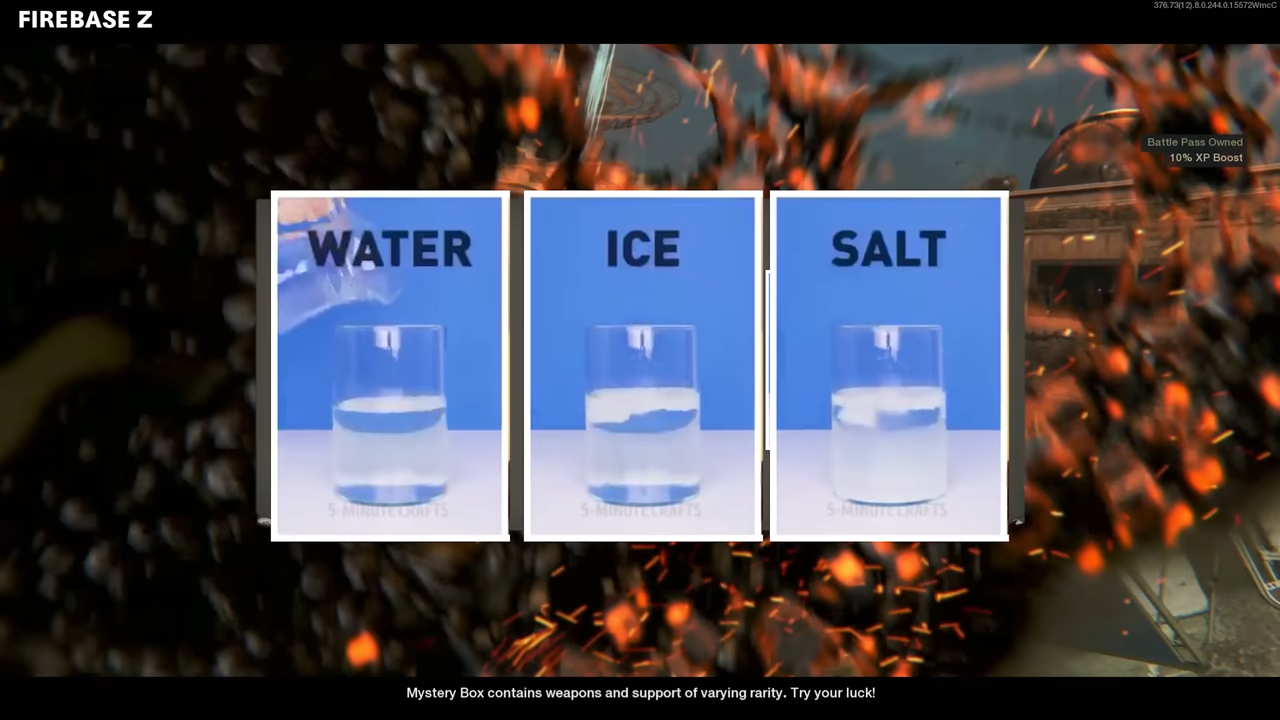 FIREBASE Z
376.73(12).8.0.244.0.15572WmcC
Battle Pass Owned
10% XP Boost
WATER
ICE
SALT
5-MINUTE CRAFTS
5-MINUTE CRAFTS
5-MINUTE CRAFTS
Mystery Box contains weapons and support of varying rarity. Try your luck!